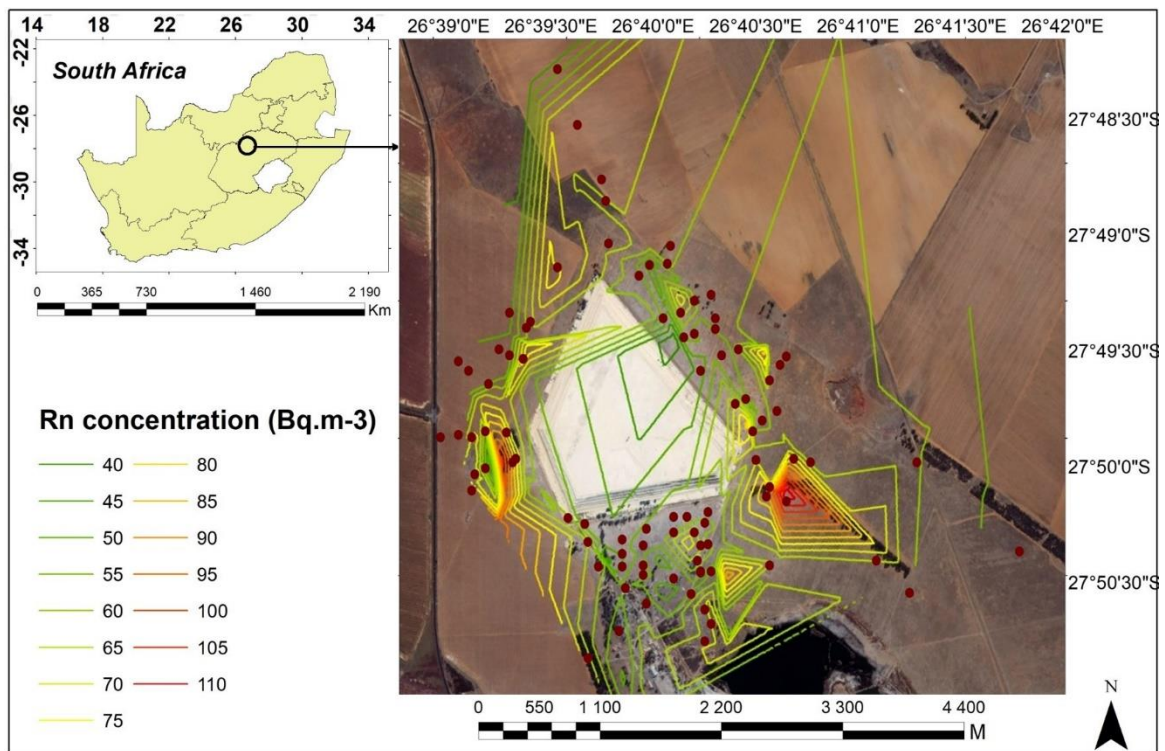 14 18 22 26 30 34
-22
-26
-30
-34
South Africa
0 365 730 1 460 2 190
Km
Rn concentration (Bq.m-3)
40 80
45 85
50 90
55 95
60 100
65 105
70 110
75
26°39'0"E 26°39'30"E 26°40'0"E 26°40'30"E 26°41'0"E 26°41'30"E 26°42'0"E
27°48'30"S
27°49'0"S
27°49'30"S
27°50'0"S
27°50'30"S
0 550 1 100 2 200 3 300 4 400
M
N